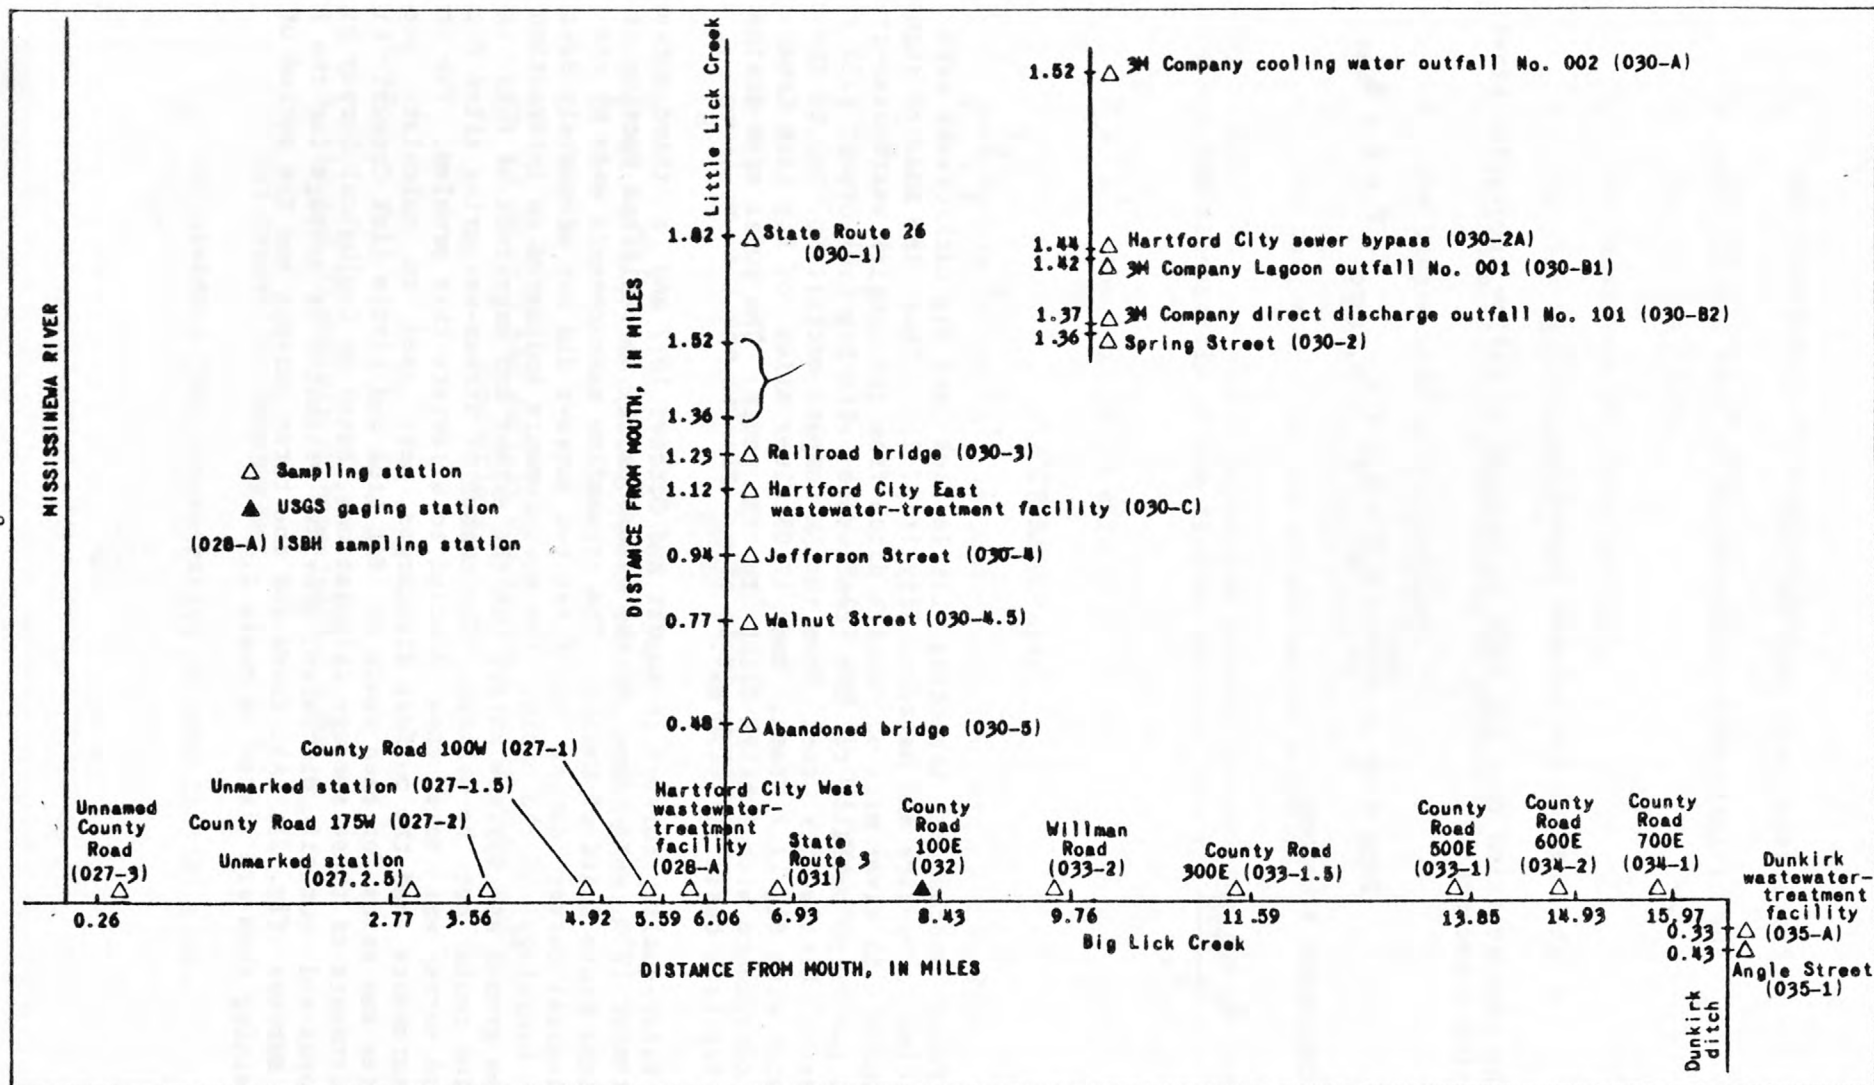 MISSISSINEWA RIVER
△ Sampling station
▲ USGS gaging station
(028-A) ISBH sampling station
Little Lick Creek
DISTANCE FROM MOUTH, IN MILES
1.82
State Route 26
(030-1)
1.52
1.36
1.23
Railroad bridge (030-3)
1.12
Hartford City East
wastewater-treatment facility (030-C)
0.94
Jefferson Street (030-4)
0.77
Walnut Street (030-4.5)
0.48
Abandoned bridge (030-5)
1.52
3M Company cooling water outfall No. 002 (030-A)
1.44
Hartford City sewer bypass (030-2A)
1.42
3M Company Lagoon outfall No. 001 (030-B1)
1.37
3M Company direct discharge outfall No. 101 (030-B2)
1.36
Spring Street (030-2)
Unnamed
County
Road
(027-3)
County Road 100W (027-1)
Unmarked station (027-1.5)
County Road 175W (027-2)
Unmarked station
(027.2.5)
Hartford City West
wastewater-
treatment
facility
(028-A)
State
Route 3
(031)
County
Road
100E
(032)
Willman
Road
(033-2)
County Road
300E (033-1.5)
County
Road
500E
(033-1)
County
Road
600E
(034-2)
County
Road
700E
(034-1)
Dunkirk
wastewater-
treatment
facility
(035-A)
0.26
2.77
3.56
4.92
5.59
6.06
6.93
8.43
9.76
11.59
13.85
14.93
15.97
0.33
0.43
Angle Street
(035-1)
Big Lick Creek
DISTANCE FROM MOUTH, IN MILES
Dunkirk
ditch